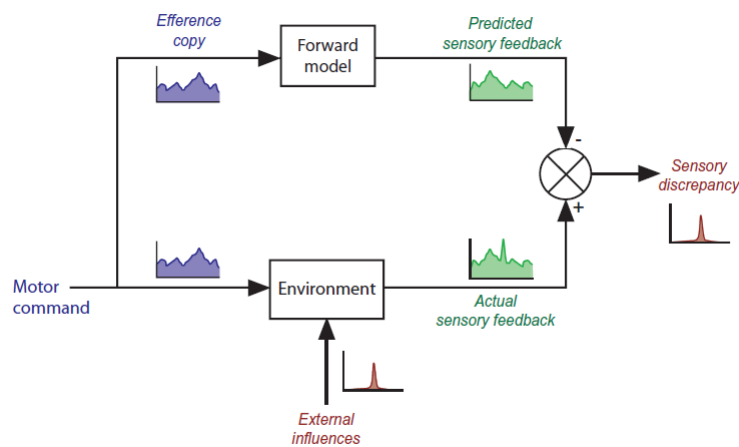 Efference
copy
Forward
model
Predicted
sensory feedback
-
Sensory
discrepancy
+
Motor
command
Environment
Actual
sensory feedback
External
influences